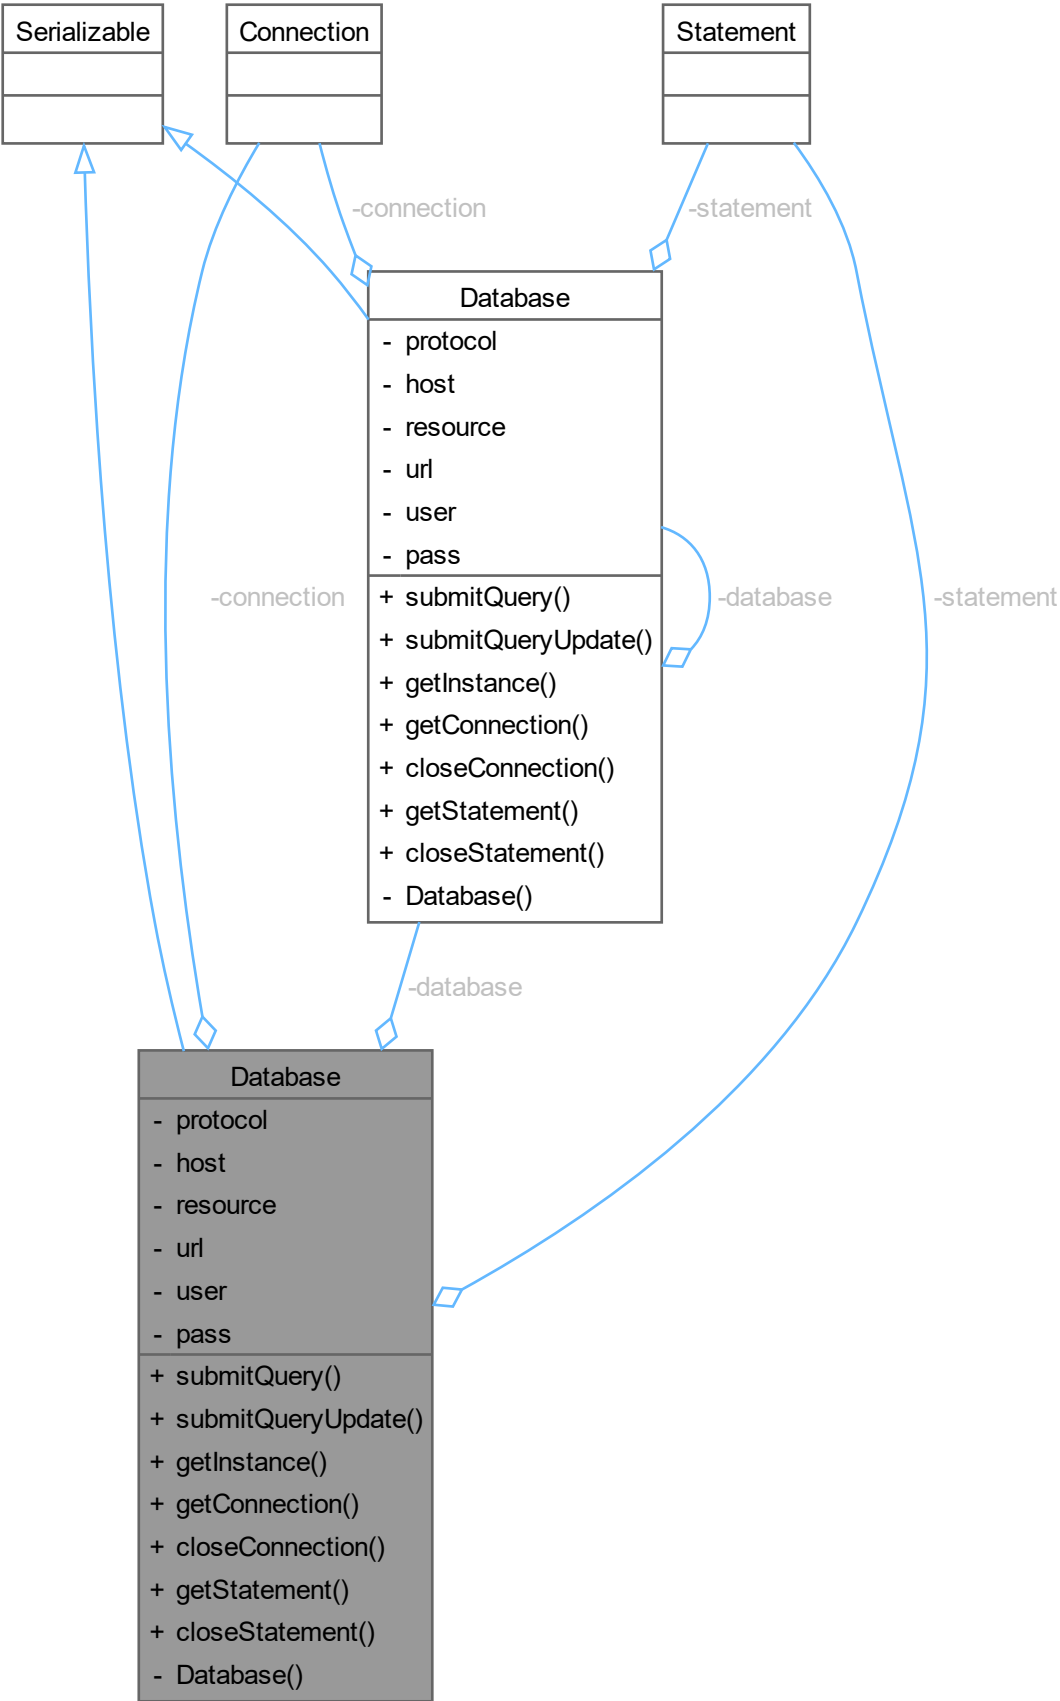 Serializable
Connection
Statement
-connection
-statement
Database
- protocol
- host
- resource
- url
- user
- pass
+ submitQuery()
+ submitQueryUpdate()
+ getInstance()
+ getConnection()
+ closeConnection()
+ getStatement()
+ closeStatement()
- Database()
-connection
-database
-statement
-database
Database
- protocol
- host
- resource
- url
- user
- pass
+ submitQuery()
+ submitQueryUpdate()
+ getInstance()
+ getConnection()
+ closeConnection()
+ getStatement()
+ closeStatement()
- Database()